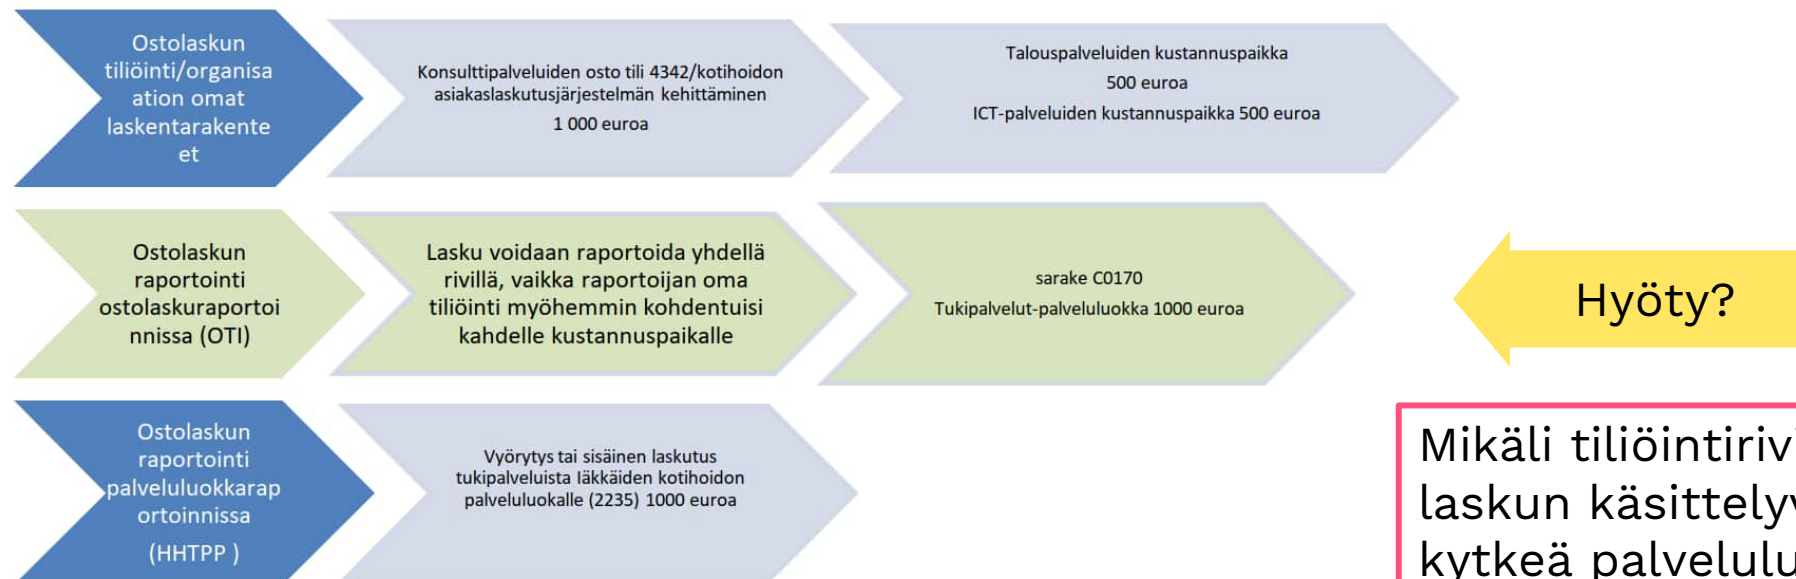 Ostolaskun
tiliöinti/organisa
ation omat
laskentarakente
et
Konsulttipalveluiden osto tili 4342/kotihoidon
asiakaslaskutusjärjestelmän kehittäminen
1 000 euroa
Talouspalveluiden kustannuspaikka
500 euroa
ICT-palveluiden kustannuspaikka 500 euroa
Ostolaskun
raportointi
ostolaskuraportoi
nnissa (OTI)
Lasku voidaan raportoida yhdellä
rivillä, vaikka raportoijan oma
tiliöinti myöhemmin kohdentuisi
kahdelle kustannuspaikalle
sarake C0170
Tukipalvelut-palveluluokka 1000 euroa
Hyöty?
Ostolaskun
raportointi
palveluluokkarap
ortoinnissa
(HHTPP )
Vyörytys tai sisäinen laskutus
tukipalveluista Iäkkäiden kotihoidon
palveluluokalle (2235) 1000 euroa
Mikäli tiliöintirivi
laskun käsittelyv
kytkeä palvelulu